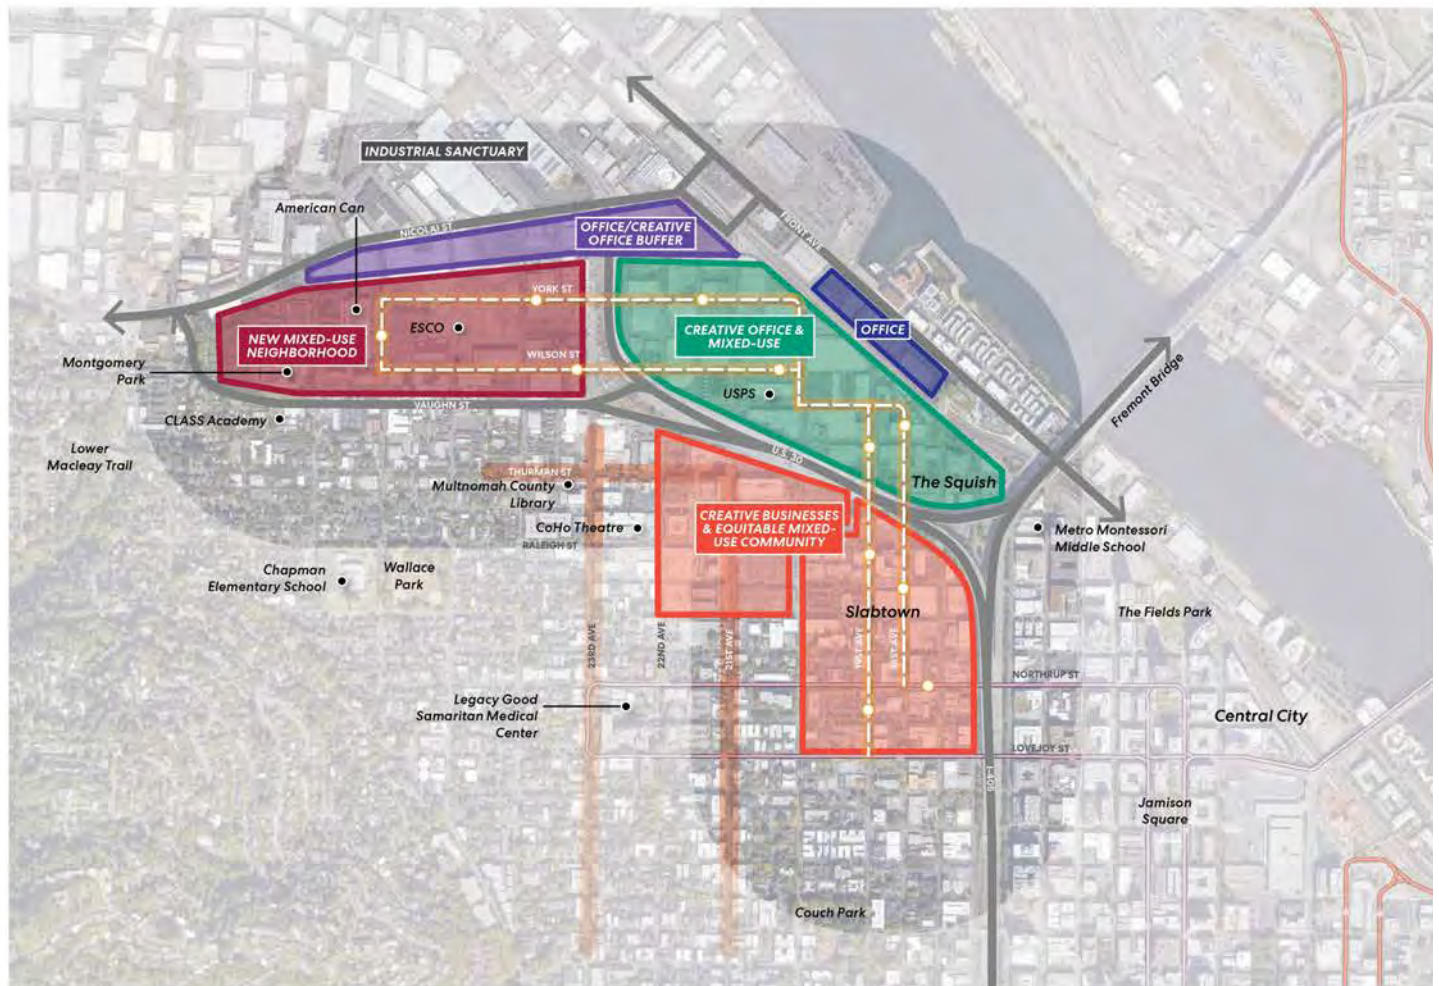 INDUSTRIAL SANCTUARY
American Can
NICOLAI ST
OFFICE/CREATIVE
OFFICE BUFFER
FRONT AVE
YORK ST
ESCO
NEW MIXED-USE
NEIGHBORHOOD
CREATIVE OFFICE &
MIXED-USE
OFFICE
WILSON ST
Montgomery
Park
USPS
VAUGHN ST
Fremont Bridge
CLASS Academy
Lower
Macleay Trail
U.S. 30
THURMAN ST
Multnomah County
Library
The Squish
CREATIVE BUSINESSES
& EQUITABLE MIXED-
USE COMMUNITY
CoHo Theatre
RALEIGH ST
Metro Montessori
Middle School
Chapman
Elementary School
Wallace
Park
Slabtown
The Fields Park
23RD AVE
22ND AVE
21ST AVE
19ST AVE
18ST AVE
NORTHRUP ST
Legacy Good
Samaritan Medical
Center
Central City
LOVEJOY ST
I-405
Jamison
Square
Couch Park